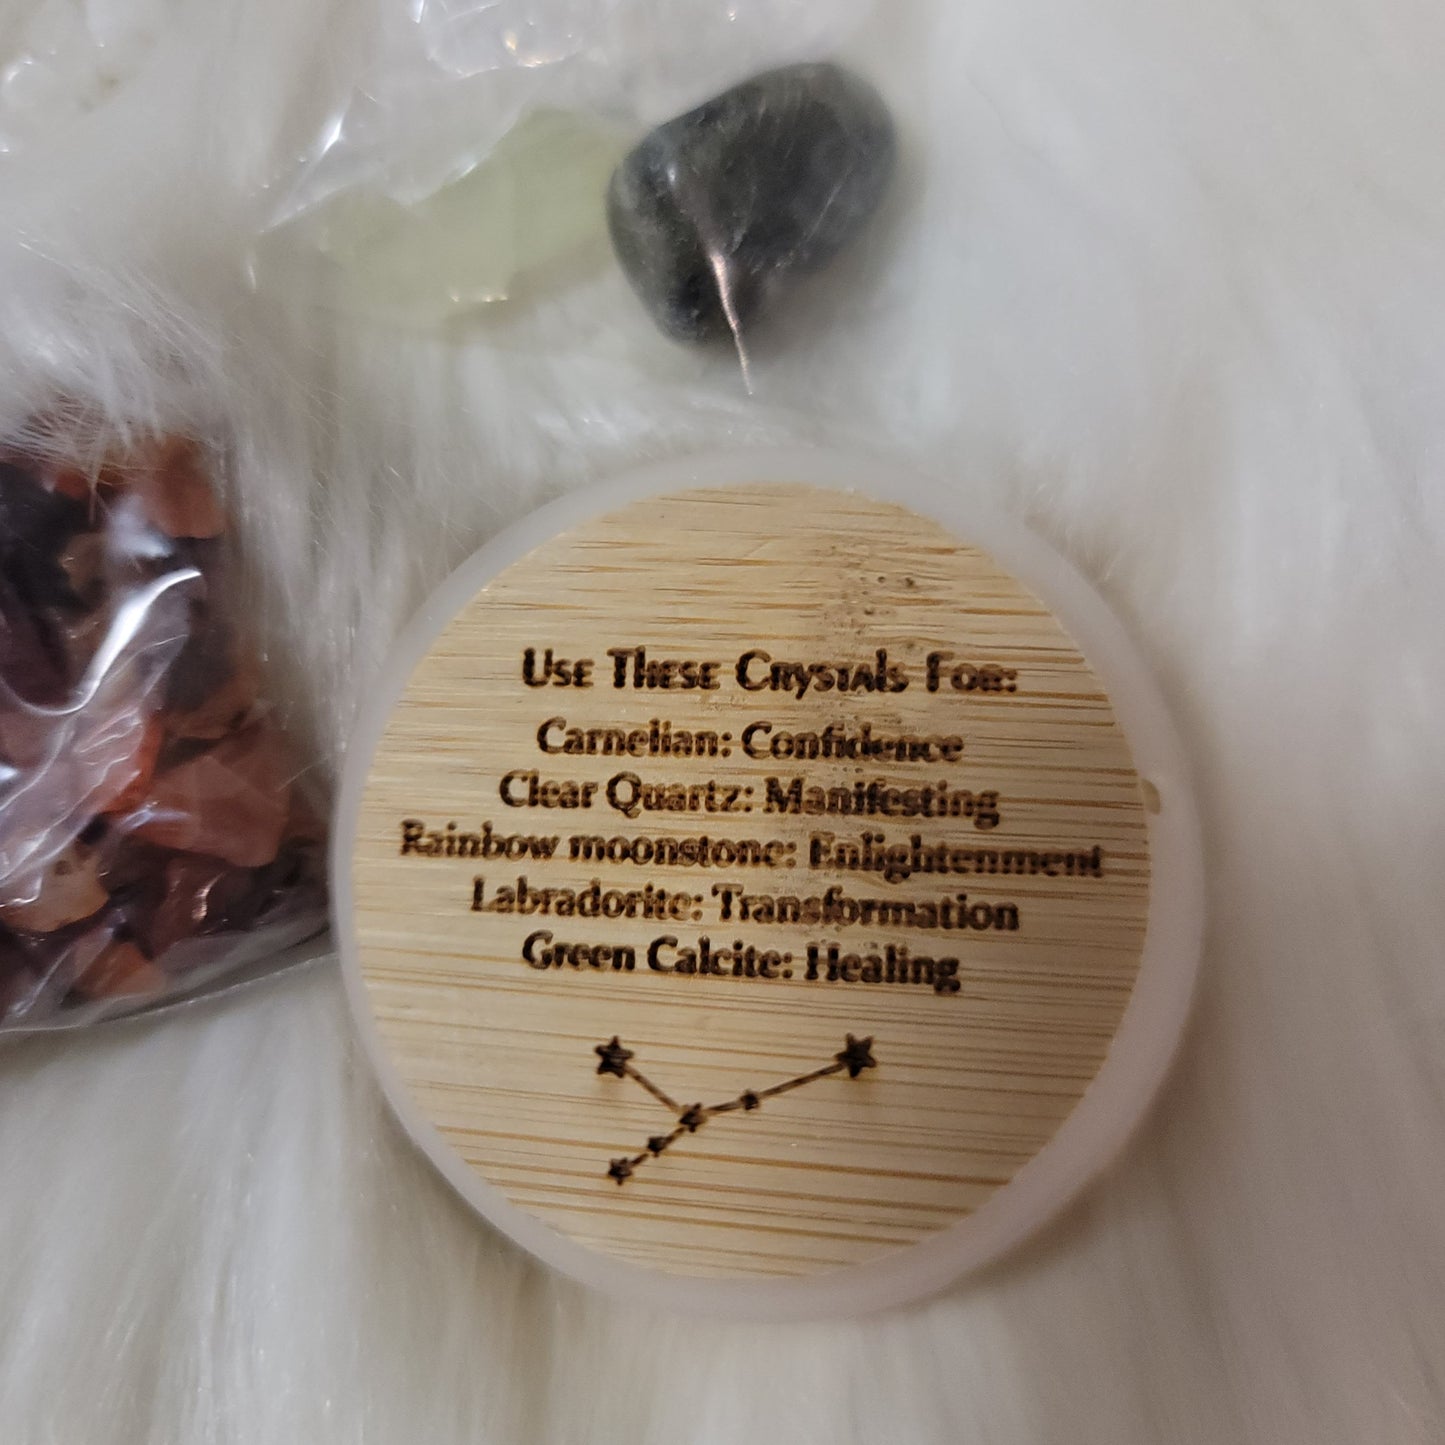 Use These Crystals For:
Carnelian: Confidence
Clear Quartz: Manifesting
Rainbow moonstone: Enlightenment
Labradorite: Transformation
Green Calcite: Healing